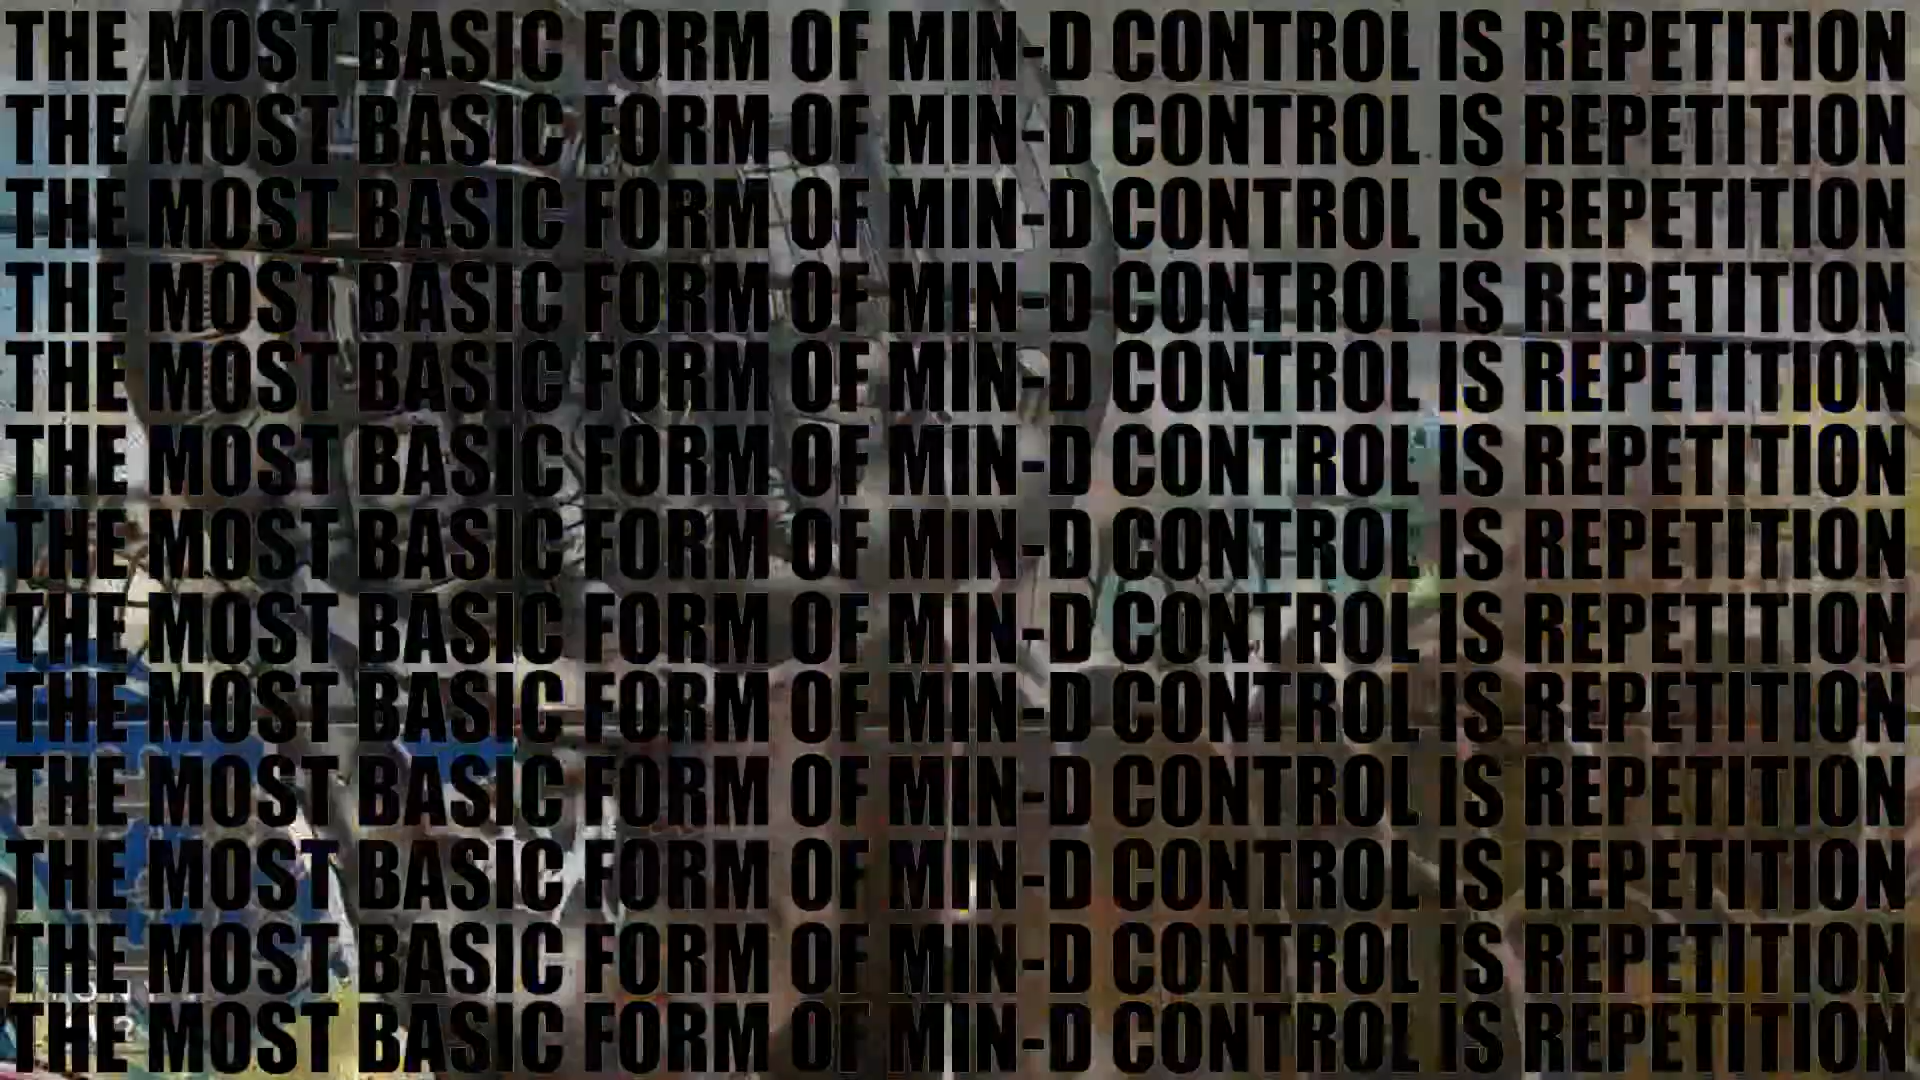 THE MOST BASIC FORM OF MIN-D CONTROL IS REPETITION
THE MOST BASIC FORM OF MIN-D CONTROL IS REPETITION
THE MOST BASIC FORM OF MIN-D CONTROL IS REPETITION
THE MOST BASIC FORM OF MIN-D CONTROL IS REPETITION
THE MOST BASIC FORM OF MIN-D CONTROL IS REPETITION
THE MOST BASIC FORM OF MIN-D CONTROL IS REPETITION
THE MOST BASIC FORM OF MIN-D CONTROL IS REPETITION
THE MOST BASIC FORM OF MIN-D CONTROL IS REPETITION
THE MOST BASIC FORM OF MIN-D CONTROL IS REPETITION
THE MOST BASIC FORM OF MIN-D CONTROL IS REPETITION
THE MOST BASIC FORM OF MIN-D CONTROL IS REPETITION
THE MOST BASIC FORM OF MIN-D CONTROL IS REPETITION
THE MOST BASIC FORM OF MIN-D CONTROL IS REPETITION